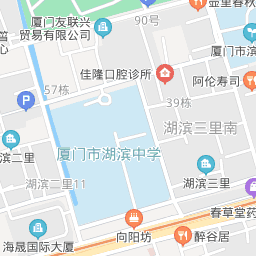 厦门友联兴
贸易有限公司
90号
壶里春秋
厦门市
佳隆口腔诊所
阿伦寿司
57栋
39栋
湖滨三里南
厦门市湖滨中学
滨二里
湖滨二里11
湖滨三里
春草堂药
海晟国际大厦
向阳坊
醉谷居